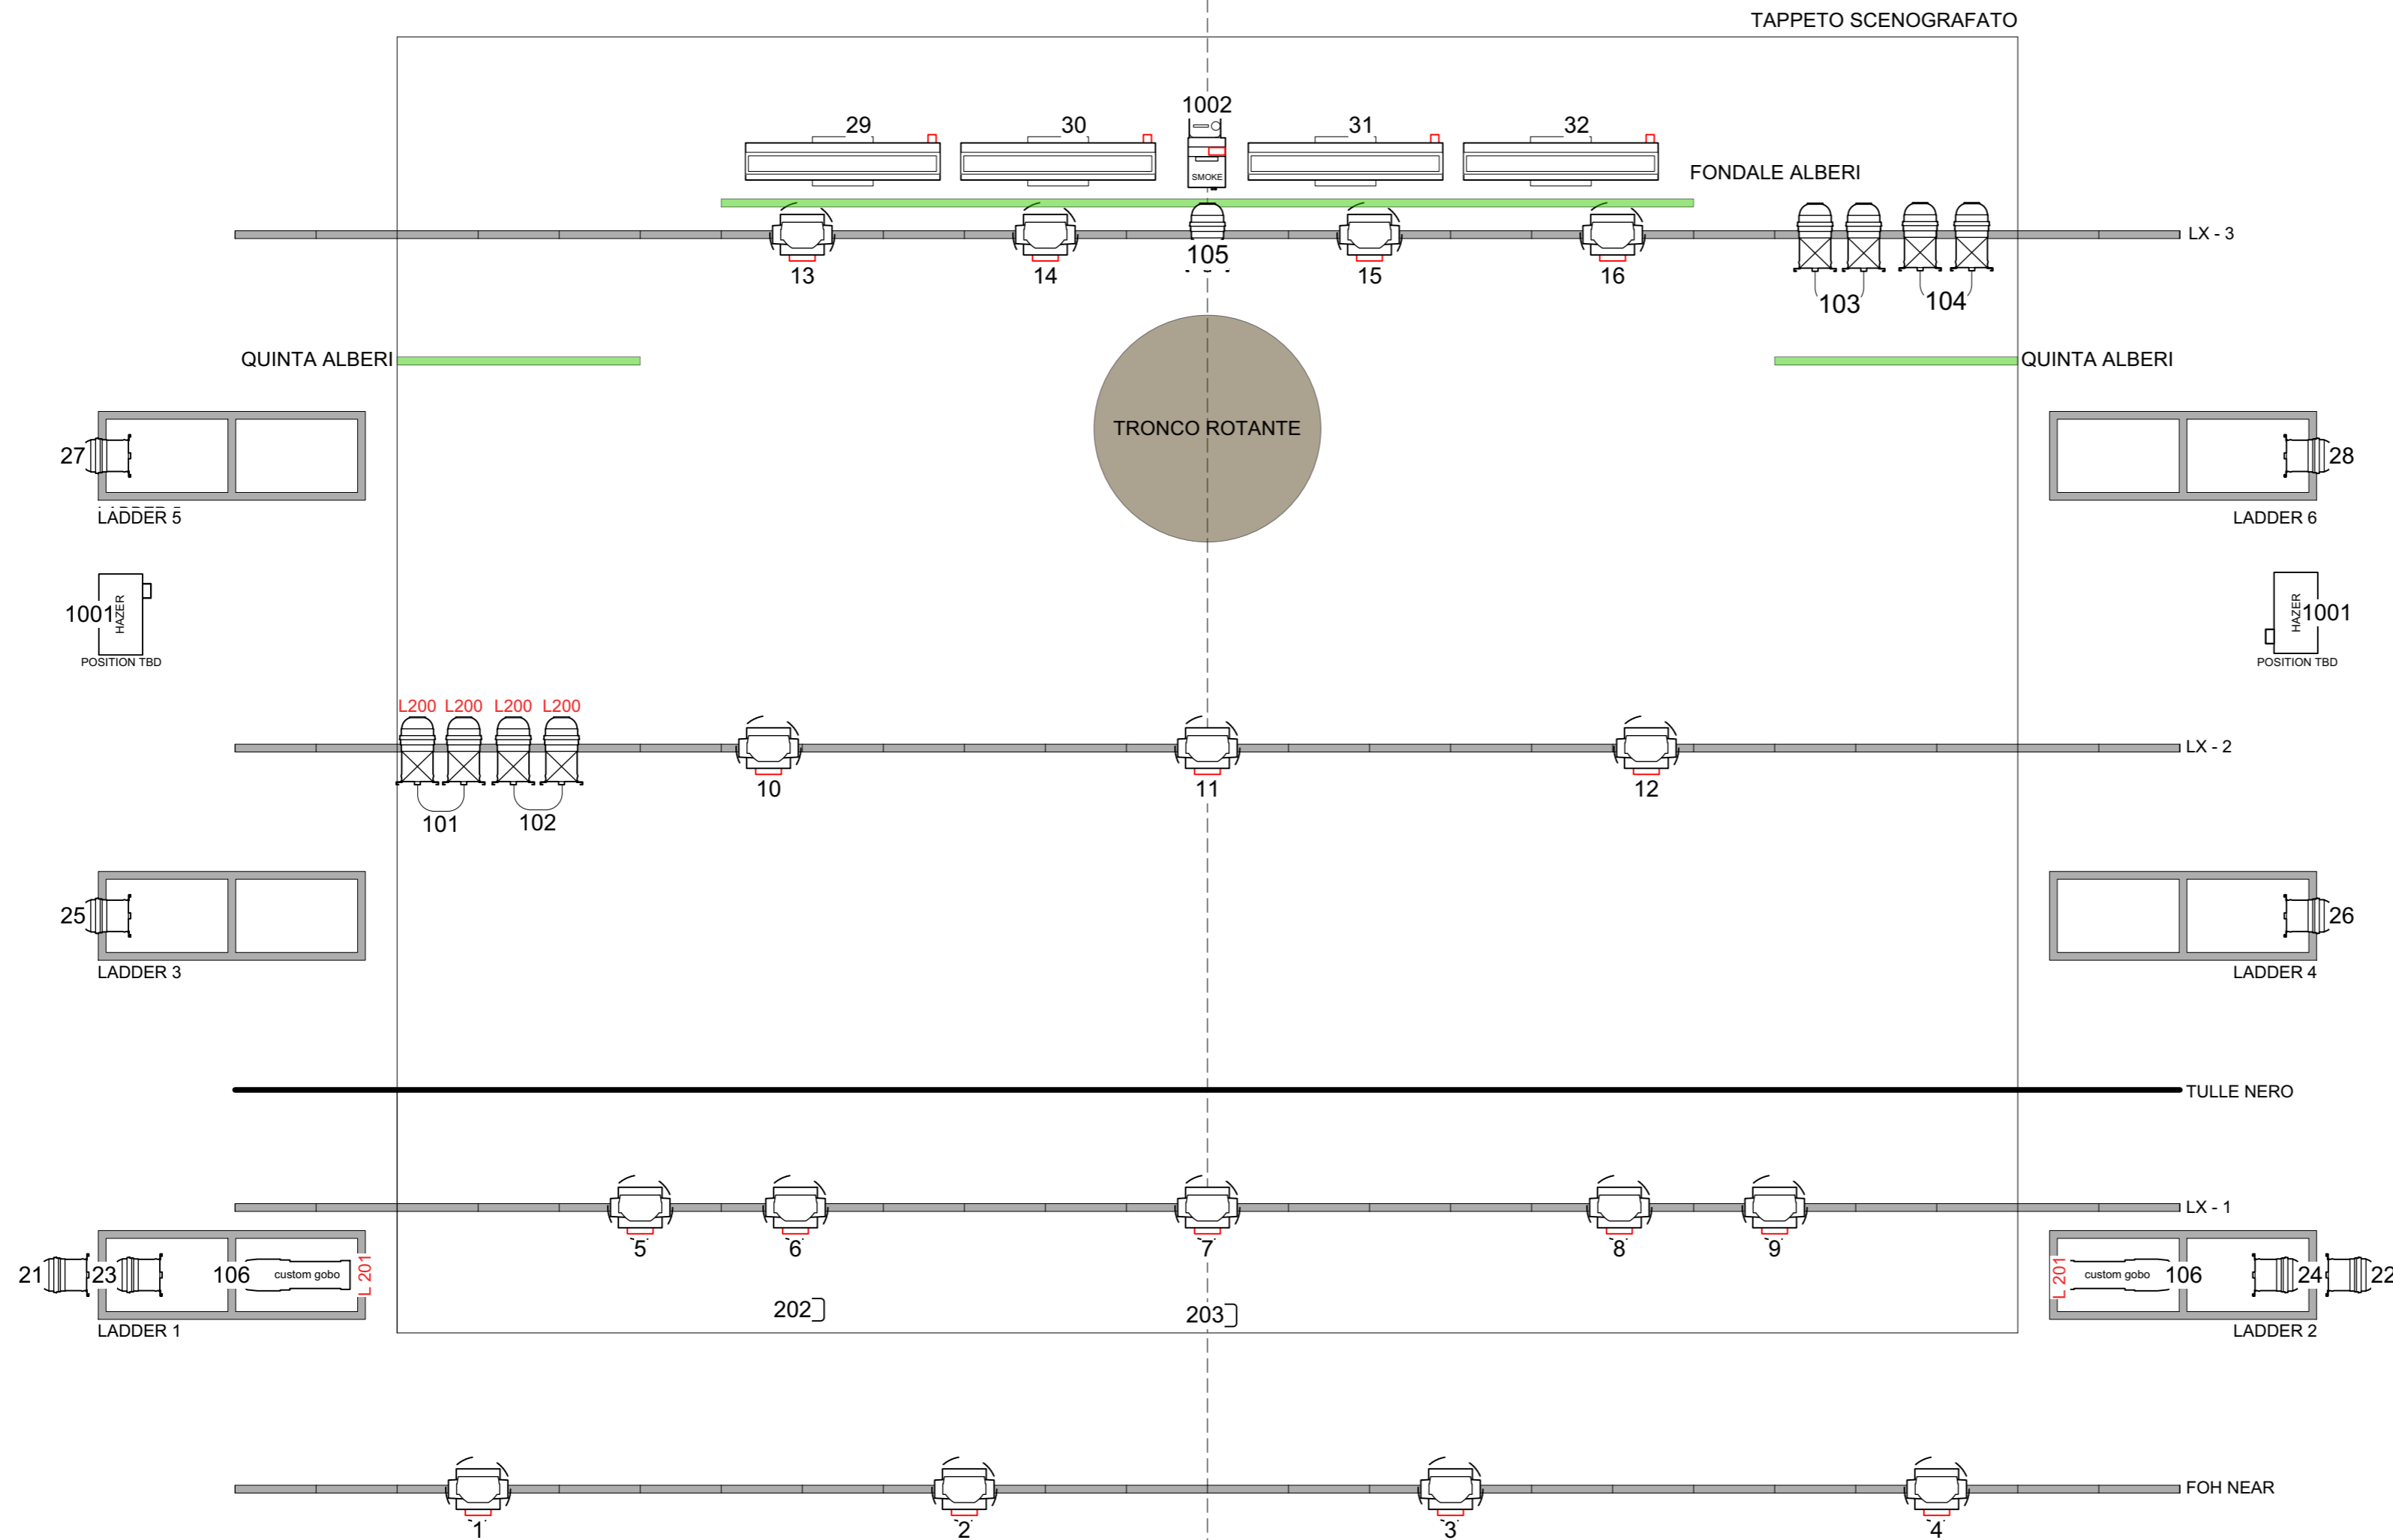 TAPPETO SCENOGRAFATO
1002
29 30 31 32
SMOKE
FONDALE ALBERI
LX - 3
105
13 14 15 16
103 104
QUINTA ALBERI QUINTA ALBERI
TRONCO ROTANTE
27 28
LADDER 5 LADDER 6
1001 HAZER HAZER 1001
POSITION TBD POSITION TBD
L200 L200 L200 L200
LX - 2
10 11 12
101 102
25 26
LADDER 3 LADDER 4
TULLE NERO
LX - 1
5 6 7 8 9
21 23 106 custom gobo L 201 L 201 custom gobo 106 24 22
202 203
LADDER 1 LADDER 2
FOH NEAR
1 2 3 4